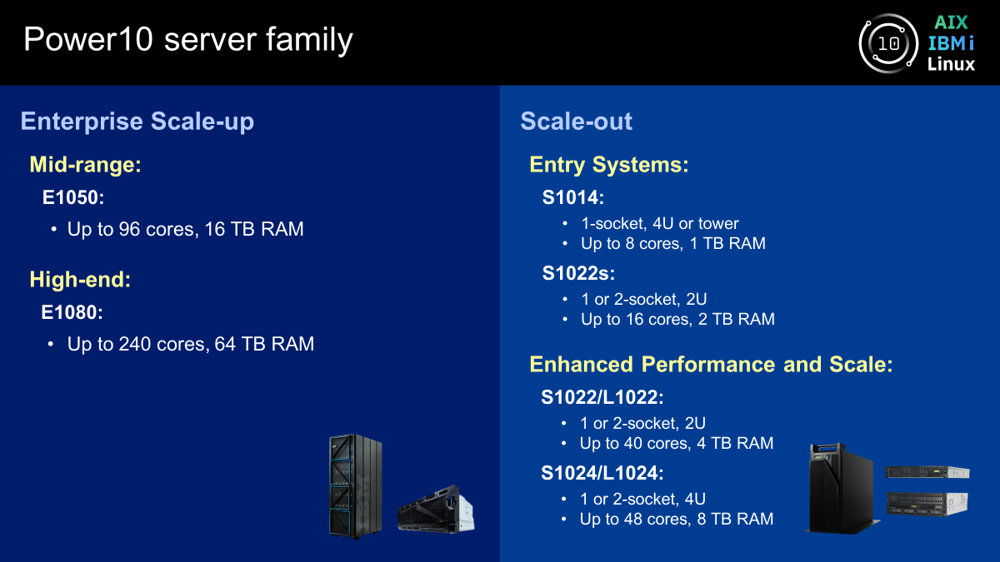 Power10 server family
10
AIX
IBM i
Linux
Enterprise Scale-up
Mid-range:
E1050:
• Up to 96 cores, 16 TB RAM
High-end:
E1080:
• Up to 240 cores, 64 TB RAM
Scale-out
Entry Systems:
S1014:
• 1-socket, 4U or tower
• Up to 8 cores, 1 TB RAM
S1022s:
• 1 or 2-socket, 2U
• Up to 16 cores, 2 TB RAM
Enhanced Performance and Scale:
S1022/L1022:
• 1 or 2-socket, 2U
• Up to 40 cores, 4 TB RAM
S1024/L1024:
• 1 or 2-socket, 4U
• Up to 48 cores, 8 TB RAM